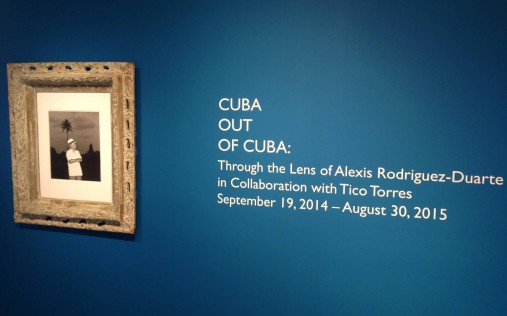 CUBA
OUT
OF CUBA:
Through the Lens of Alexis Rodriguez-Duarte
in Collaboration with Tico Torres
September 19, 2014 – August 30, 2015